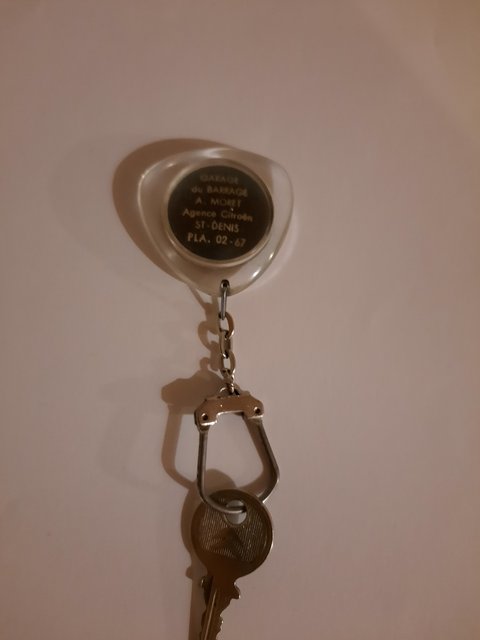 GARAGE
du BARRAGE
A. MORET
Agence Citroën
ST-DENIS
PLA. 02-67